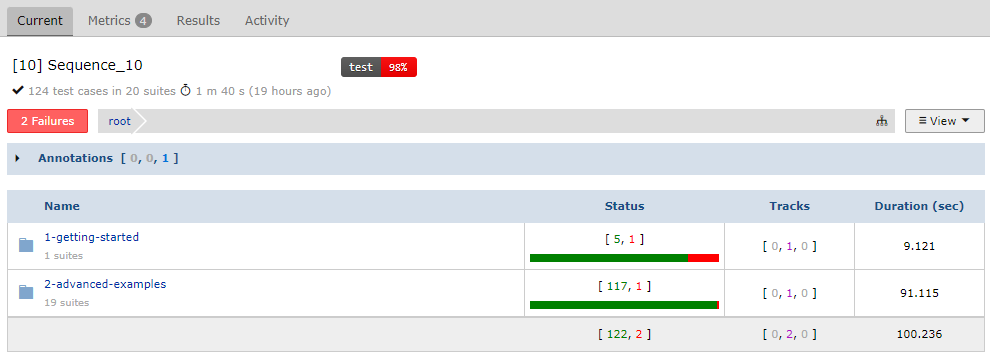 Current Metrics 4 Results Activity
[10] Sequence_10 test 98%
124 test cases in 20 suites 1 m 40 s (19 hours ago)
2 Failures root View
Annotations [ 0, 0, 1 ]
Name Status Tracks Duration (sec)
1-getting-started [ 5, 1 ] [ 0, 1, 0 ] 9.121
1 suites
2-advanced-examples [ 117, 1 ] [ 0, 1, 0 ] 91.115
19 suites
[ 122, 2 ] [ 0, 2, 0 ] 100.236